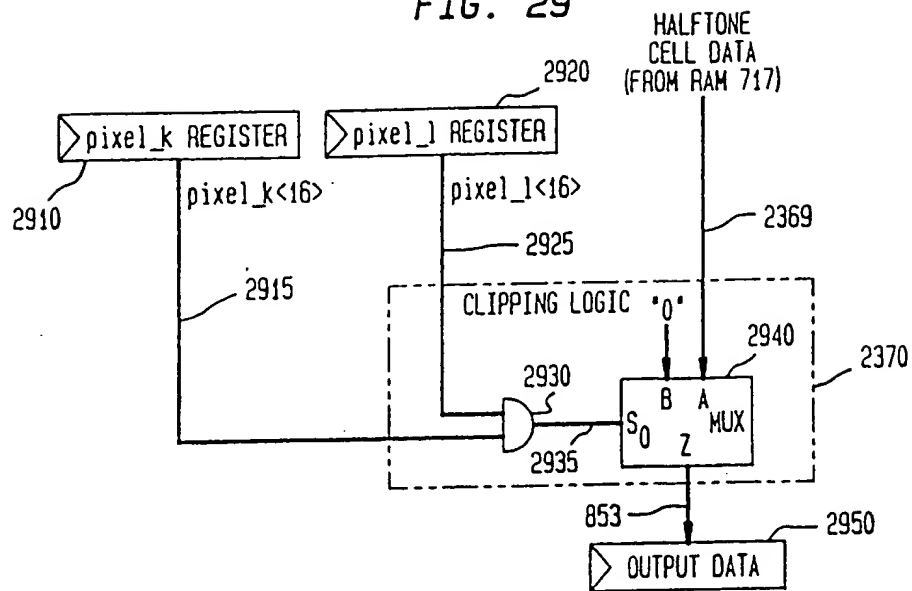 FIG. 29
HALFTONE
CELL DATA
(FROM RAM 717)
2920
pixel_k REGISTER
pixel_l REGISTER
2910
pixel_k<16>
pixel_l<16>
2369
2925
2915
CLIPPING LOGIC
"0"
2940
2370
2930
B
A
MUX
S0
Z
2935
853
2950
OUTPUT DATA